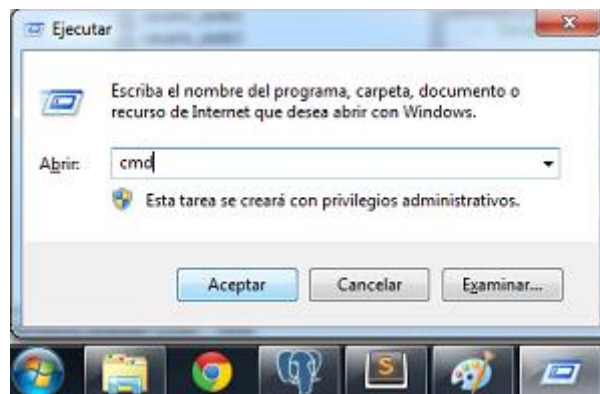 Ejecutar
Escriba el nombre del programa, carpeta, documento o
recurso de Internet que desea abrir con Windows.
Abrir:
cmd
Esta tarea se creará con privilegios administrativos.
Aceptar
Cancelar
Examinar...
S